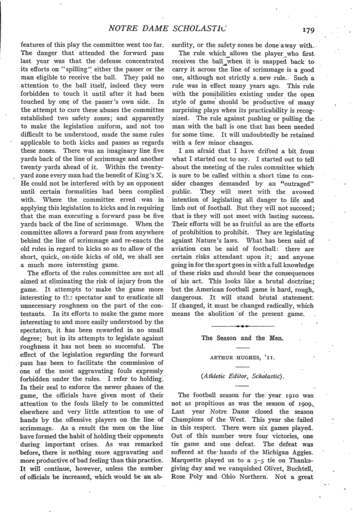 NOTRE DAME SCHOLASTIC
179
features of this play the committee went too far.
The danger that attended the forward pass
last year was that the defense concentrated
its efforts on "spilling" either the passer or the
man eligible to receive the ball. They paid no
attention to the ball itself, indeed they were
forbidden to touch it until after it had been
touched by one of the passer's own side. In
the attempt to cure these abuses the committee
established two safety zones; and apparently
to make the legislation uniform, and not too
difficult to be understood, made the same rules
applicable to both kicks and passes as regards
these zones. There was an imaginary line five
yards back of the line of scrimmage and another
twenty yards ahead of it. Within the twenty-
yard zone every man had the benefit of King's X.
He could not be interfered with by an opponent
until certain formalities had been complied
with. Where the committee erred was in
applying this legislation to kicks and in requiring
that the man executing a forward pass be five
yards back of the line of scrimmage. When the
committee allows a forward pass from anywhere
behind the line of scrimmage and re-enacts the
old rules in regard to kicks so as to allow of the
short, quick, on-side kicks of old, we shall see
a much more interesting game.
The efforts of the rules committee are not all
aimed at eliminating the risk of injury from the
game. It attempts to make the game more
interesting to the spectator and to eradicate all
unnecessary roughness on the part of the con-
testants. In its efforts to make the game more
interesting to and more easily understood by the
spectators, it has been rewarded in no small
degree; but in its attempts to legislate against
roughness it has not been so successful. The
effect of the legislation regarding the forward
pass has been to facilitate the commission of
one of the most aggravating fouls expressly
forbidden under the rules. I refer to holding.
In their zeal to enforce the newer phases of the
game, the officials have given most of their
attention to the fouls likely to be committed
elsewhere and very little attention to use of
hands by the offensive players on the line of
scrimmage. As a result the men on the line
have formed the habit of holding their opponents
during important crises. As was remarked
before, there is nothing more aggravating and
more productive of bad feeling than this practice.
It will continue, however, unless the number
of officials be increased, which would be an ab-
surdity, or the safety zones be done away with.
The rule which allows the player who first
receives the ball when it is snapped back to
carry it across the line of scrimmage is a good
one, although not strictly a new rule. Such a
rule was in effect many years ago. This rule
with the possibilities existing under the open
style of game should be productive of many
surprising plays when its practicability is recog-
nized. The rule against pushing or pulling the
man with the ball is one that has been needed
for some time. It will undoubtedly be retained
with a few minor changes.
I am afraid that I have drifted a bit from
what I started out to say. I started out to tell
about the meeting of the rules committee which
is sure to be called within a short time to con-
sider changes demanded by an "outraged"
public. They will meet with the avowed
intention of legislating all danger to life and
limb out of football. But they will not succeed;
that is they will not meet with lasting success.
Their efforts will be as fruitful as are the efforts
of prohibition to prohibit. They are legislating
against Nature's laws. What has been said of
aviation can be said of football: there are
certain risks attendant upon it; and anyone
going in for the sport goes in with a full knowledge
of these risks and should bear the consequences
of his act. This looks like a brutal doctrine;
but the American football game is hard, rough,
dangerous. It will stand brutal statement.
If changed, it must be changed radically, which
means the abolition of the present game.
The Season and the Men.
ARTHUR HUGHES, '11.
(Athletic Editor, Scholastic).
The football season for the year 1910 was
not as propitious as was the season of 1909.
Last year Notre Dame closed the season
Champions of the West. This year she failed
in this respect. There were six games played.
Out of this number were four victories, one
tie game and one defeat. The defeat was
suffered at the hands of the Michigan Aggies.
Marquette played us to a 5-5 tie on Thanks-
giving day and we vanquished Olivet, Buchtell,
Rose Poly and Ohio Northern. Not a great